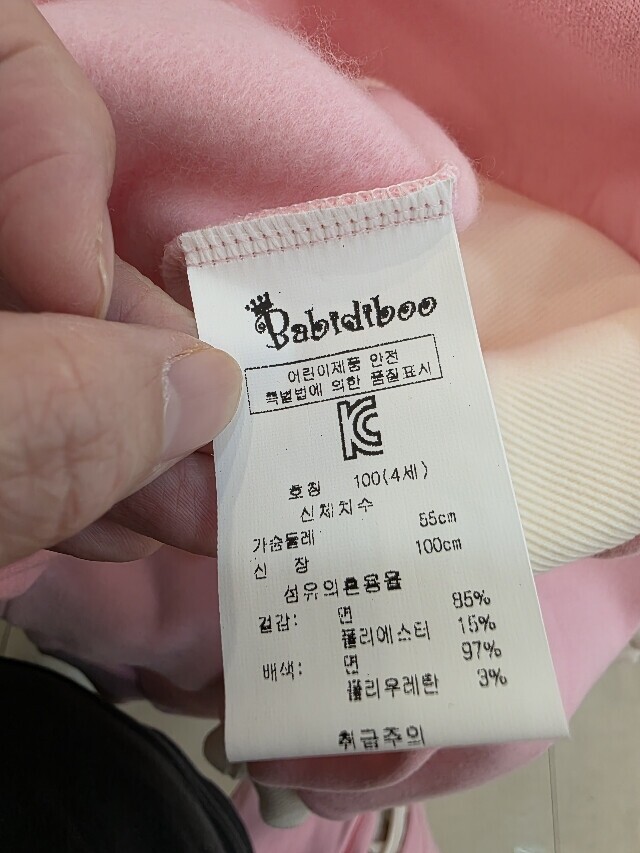 Babidiboo
어린이제품 안전
특별법에 의한 품질표시
KC
호칭 100(4세)
신체치수
가슴둘레 55cm
신 장 100cm
섬유의혼용율
겉감: 면 85%
폴리에스터 15%
배색: 면 97%
폴리우레탄 3%
취급주의